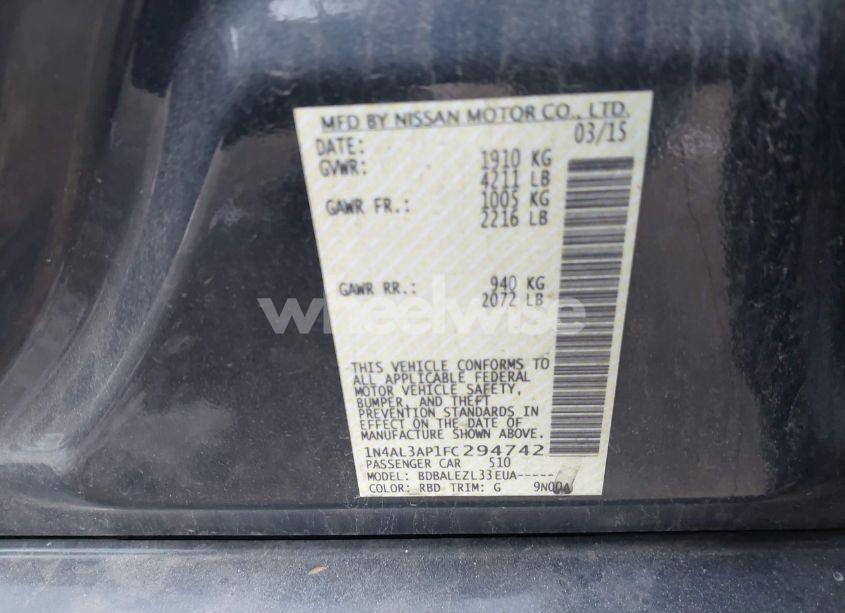 MFD BY NISSAN MOTOR CO., LTD.
DATE: 03/15
GVWR: 1910 KG
4211 LB
GAWR FR.: 1005 KG
2216 LB
GAWR RR.: 940 KG
2072 LB
wheelwise
THIS VEHICLE CONFORMS TO
ALL APPLICABLE FEDERAL
MOTOR VEHICLE SAFETY,
BUMPER, AND THEFT
PREVENTION STANDARDS IN
EFFECT ON THE DATE OF
MANUFACTURE SHOWN ABOVE.
1N4AL3AP1FC294742
PASSENGER CAR 510
MODEL: BDBALEZL33EUA-----
COLOR: RBD TRIM: G 9N00A